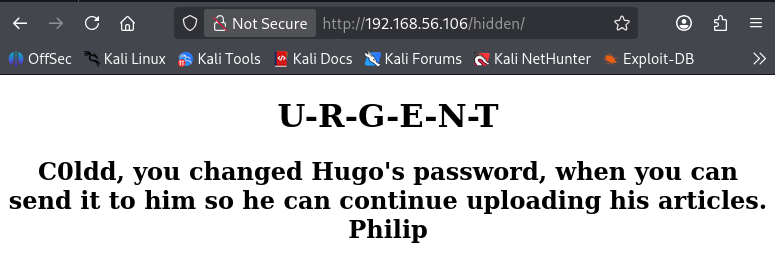 Not Secure http://192.168.56.106/hidden/
OffSec Kali Linux Kali Tools Kali Docs Kali Forums Kali NetHunter Exploit-DB
U-R-G-E-N-T
C0ldd, you changed Hugo's password, when you can
send it to him so he can continue uploading his articles.
Philip